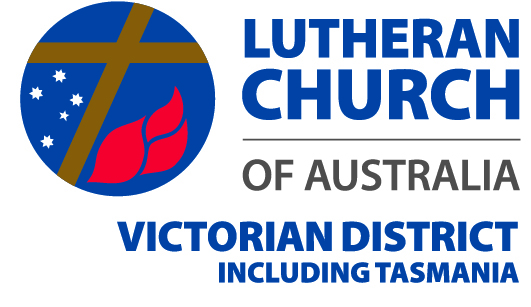 LUTHERAN
CHURCH
OF AUSTRALIA
VICTORIAN DISTRICT
INCLUDING TASMANIA